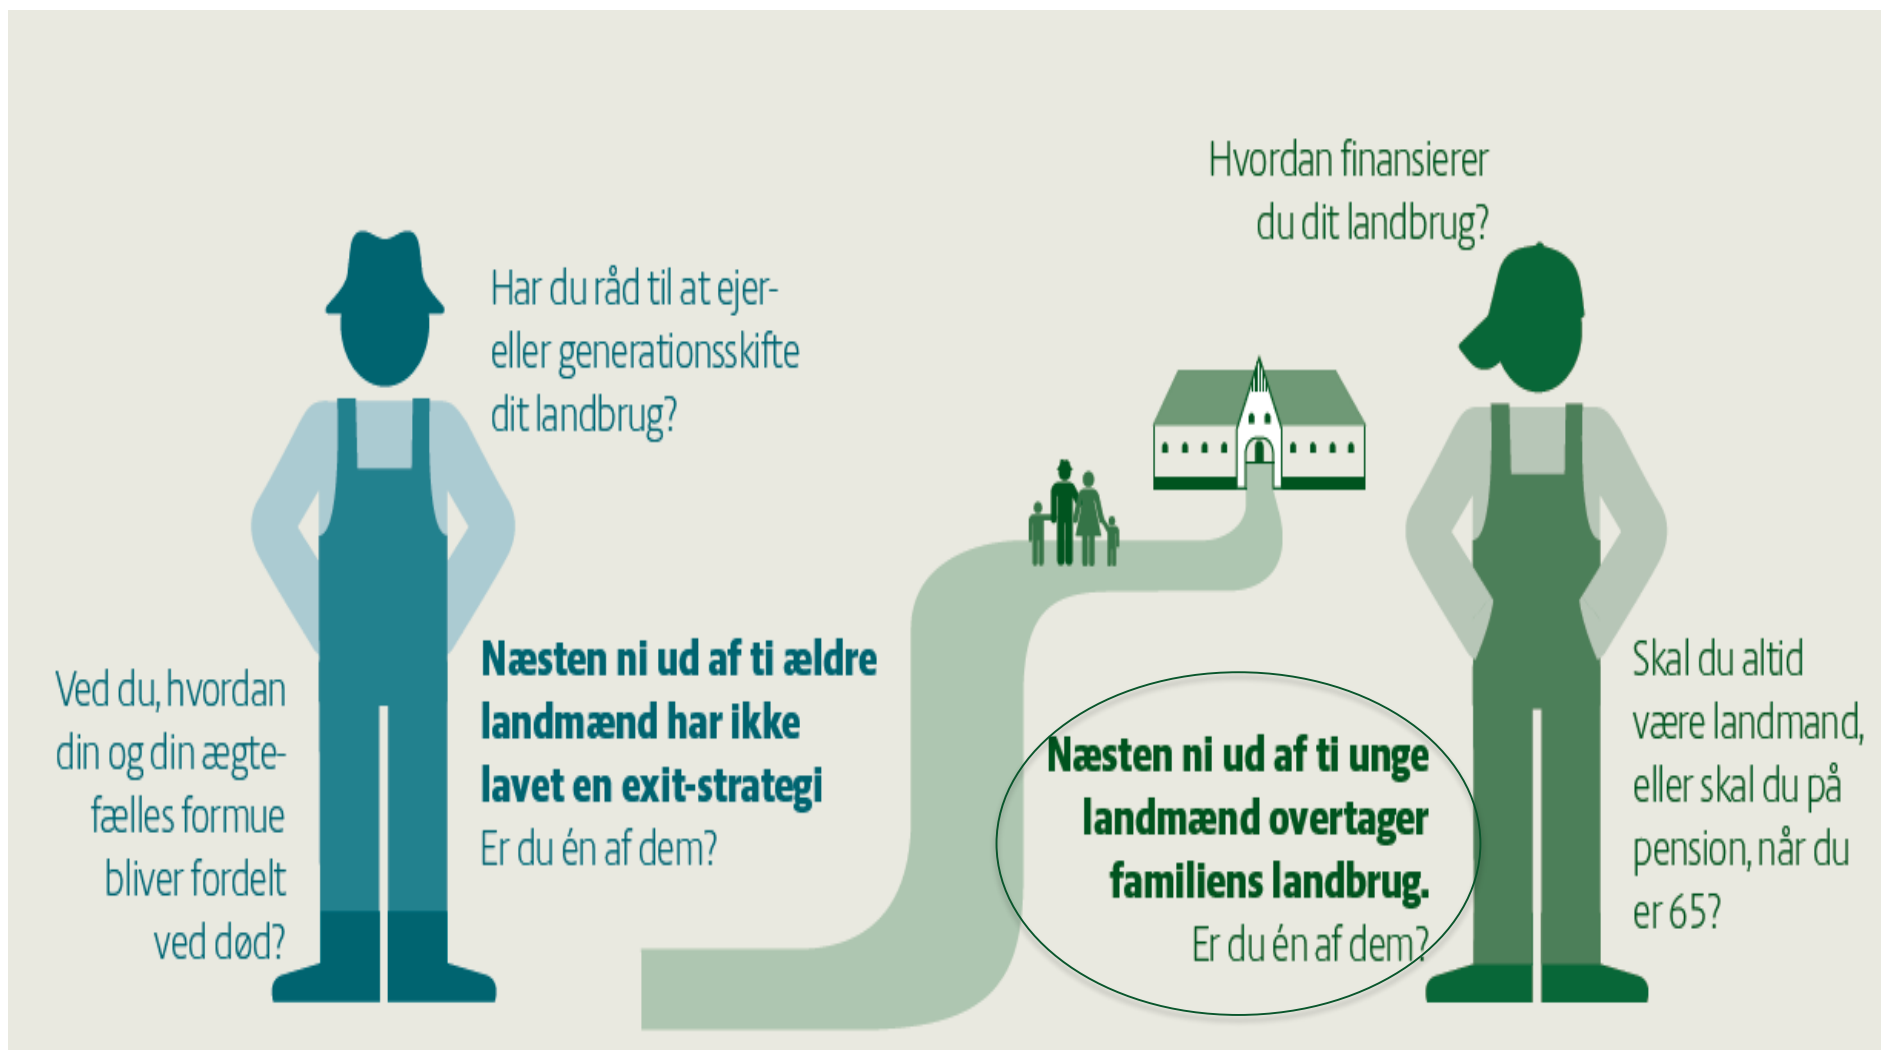 Har du råd til at ejer-
eller generationsskifte
dit landbrug?
Ved du, hvordan
din og din ægte-
fælles formue
bliver fordelt
ved død?
Næsten ni ud af ti ældre
landmænd har ikke
lavet en exit-strategi
Er du én af dem?
Hvordan finansierer
du dit landbrug?
Næsten ni ud af ti unge
landmænd overtager
familiens landbrug.
Er du én af dem?
Skal du altid
være landmand,
eller skal du på
pension, når du
er 65?